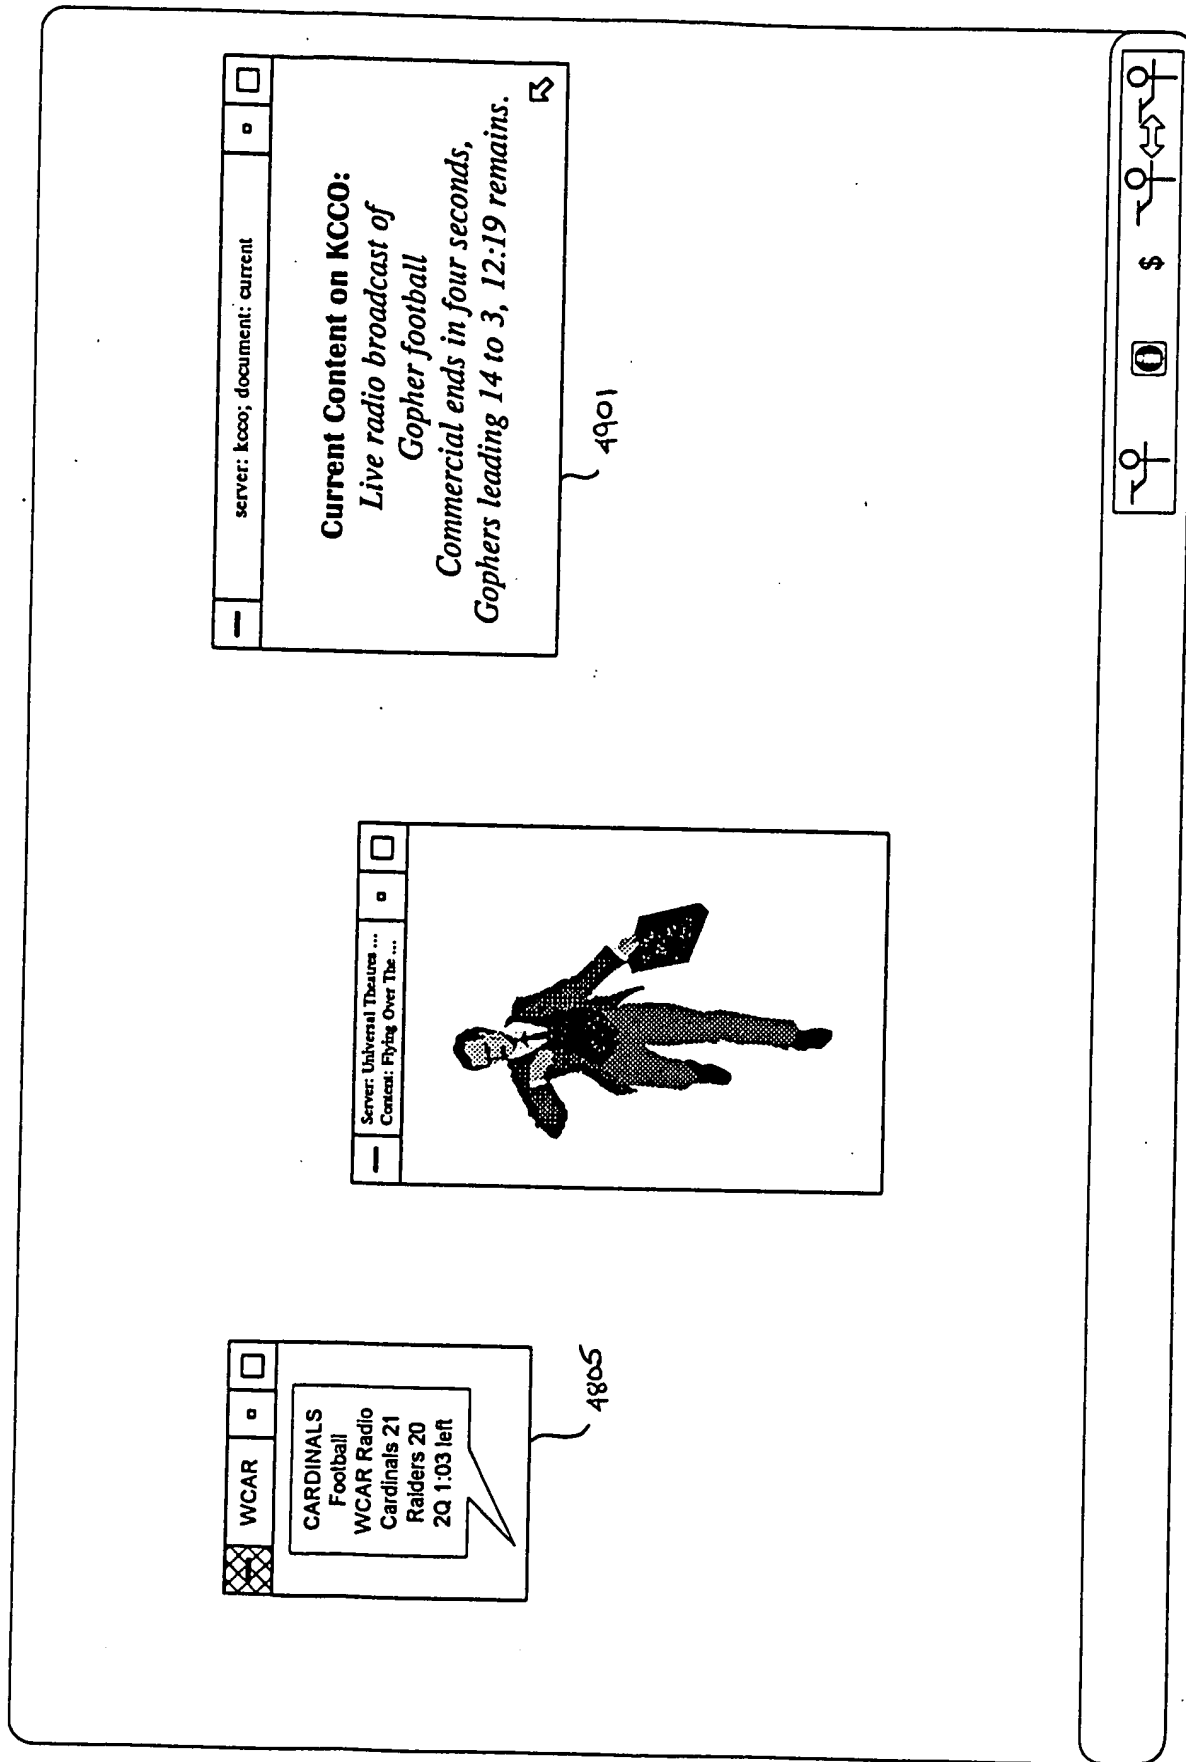 WCAR
CARDINALS
Football
WCAR Radio
Cardinals 21
Raiders 20
2Q 1:03 left
4805
Server: Universal Theatres ...
Content: Flying Over The ...
server: kcco; document: current
Current Content on KCCO:
Live radio broadcast of
Gopher football
Commercial ends in four seconds,
Gophers leading 14 to 3, 12:19 remains.
4901
$